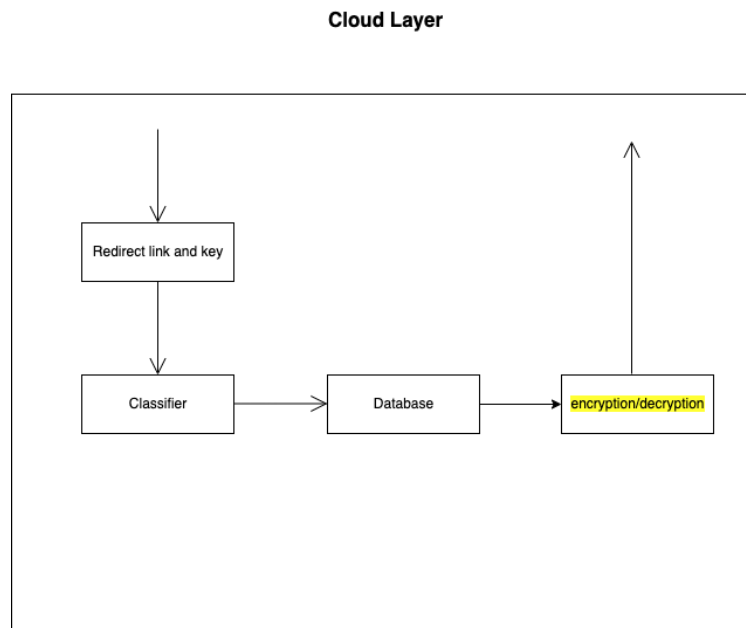 Cloud Layer
Redirect link and key
Classifier
Database
encryption/decryption